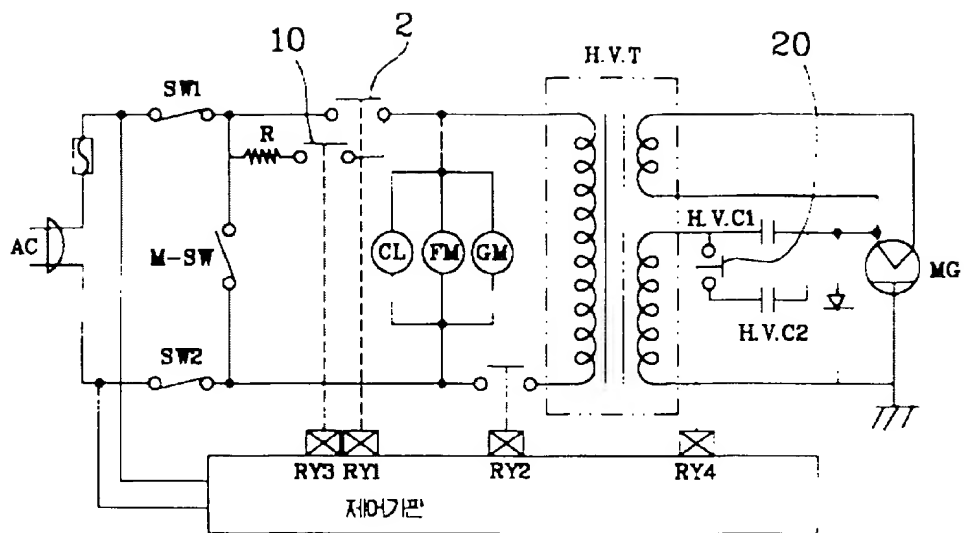 10
2
H.V.T
20
SW1
R
AC
M-SW
CL
FM
GM
H.V.C1
MG
H.V.C2
SW2
RY3
RY1
RY2
RY4
제어기판